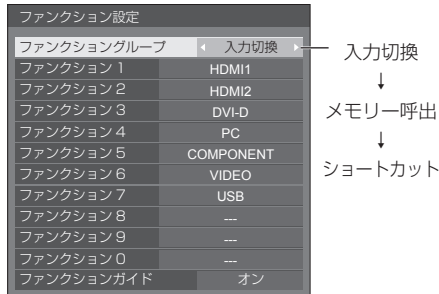 ファンクション設定
ファンクショングループ 入力切換
ファンクション1 HDMI1
ファンクション2 HDMI2
ファンクション3 DVI-D
ファンクション4 PC
ファンクション5 COMPONENT
ファンクション6 VIDEO
ファンクション7 USB
ファンクション8 ---
ファンクション9 ---
ファンクション0 ---
ファンクションガイド オン
入力切換
↓
メモリー呼出
↓
ショートカット